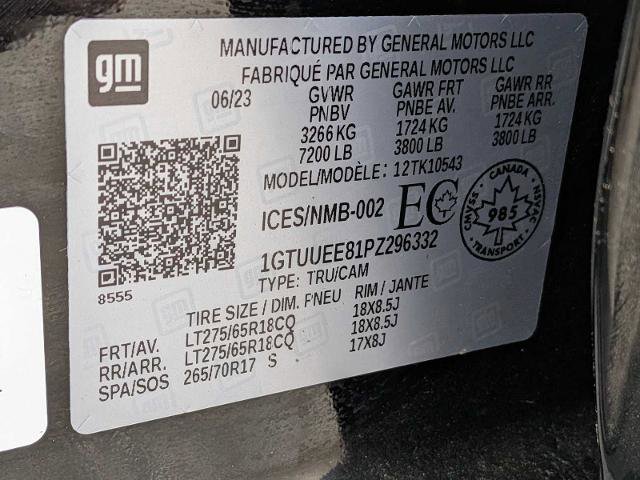 gm
MANUFACTURED BY GENERAL MOTORS LLC
FABRIQUÉ PAR GENERAL MOTORS LLC
06/23 GVWR GAWR FRT GAWR RR
PNBV PNBE AV. PNBE ARR.
3266 KG 1724 KG 1724 KG
7200 LB 3800 LB 3800 LB
MODEL/MODÈLE: 12TK10543
ICES/NMB-002 EC
CANADA
CMVSS 985 NSVAC
TRANSPORT
1GTUUEE81PZ296332
8555
TYPE: TRU/CAM
TIRE SIZE / DIM. PNEU RIM / JANTE
FRT/AV. LT275/65R18CQ 18X8.5J
RR/ARR. LT275/65R18CQ 18X8.5J
SPA/SOS 265/70R17 S 17X8J